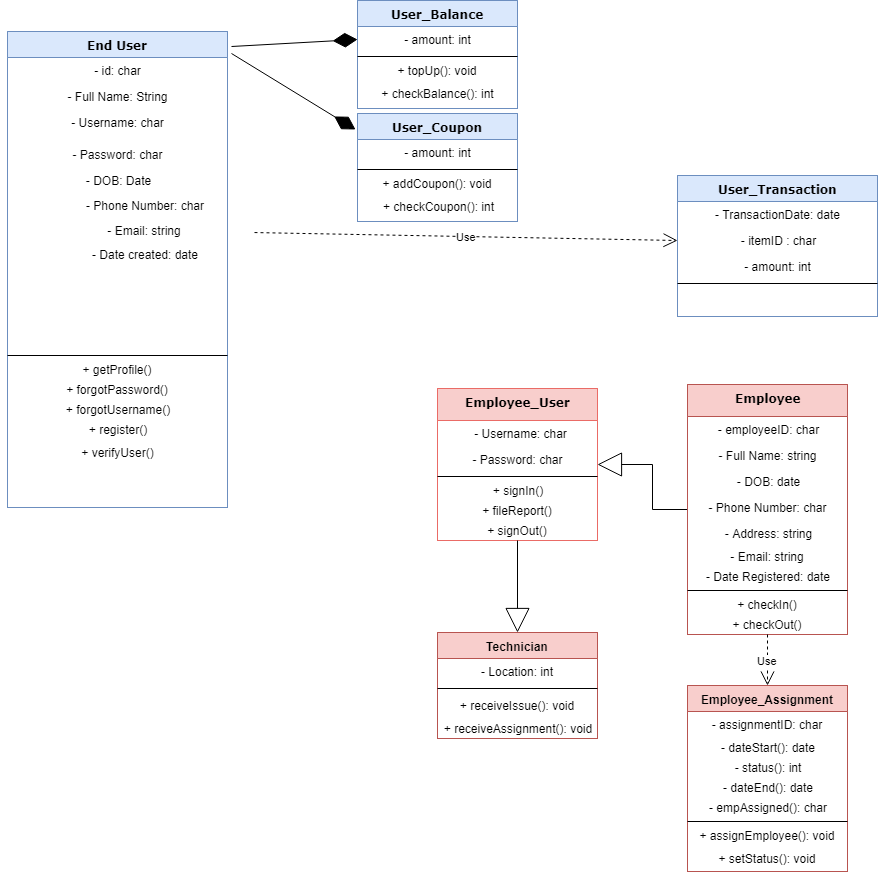 End User
- id: char
- Full Name: String
- Username: char
- Password: char
- DOB: Date
- Phone Number: char
- Email: string
- Date created: date
+ getProfile()
+ forgotPassword()
+ forgotUsername()
+ register()
+ verifyUser()
User_Balance
- amount: int
+ topUp(): void
+ checkBalance(): int
User_Coupon
- amount: int
+ addCoupon(): void
+ checkCoupon(): int
Use
User_Transaction
- TransactionDate: date
- itemID : char
- amount: int
Employee_User
- Username: char
- Password: char
+ signIn()
+ fileReport()
+ signOut()
Employee
- employeeID: char
- Full Name: string
- DOB: date
- Phone Number: char
- Address: string
- Email: string
- Date Registered: date
+ checkIn()
+ checkOut()
Use
Technician
- Location: int
+ receiveIssue(): void
+ receiveAssignment(): void
Employee_Assignment
- assignmentID: char
- dateStart(): date
- status(): int
- dateEnd(): date
- empAssigned(): char
+ assignEmployee(): void
+ setStatus(): void